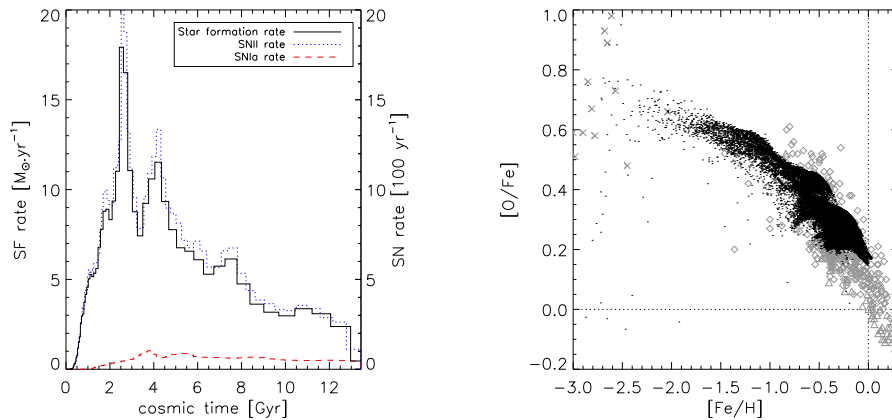 Star formation rate
SNII rate
SNIa rate
SF rate [M⊙.yr⁻¹]
20
15
10
5
0
20
15
10
5
0
SN rate [100 yr⁻¹]
0 2 4 6 8 10 12
cosmic time [Gyr]
[O/Fe]
1.0
0.8
0.6
0.4
0.2
0.0
−0.2
−3.0 −2.5 −2.0 −1.5 −1.0 −0.5 0.0
[Fe/H]